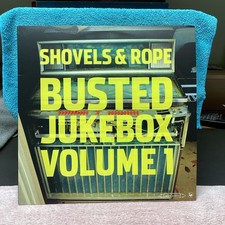 SHOVELS & ROPE
BUSTED
JUKEBOX
VOLUME 1